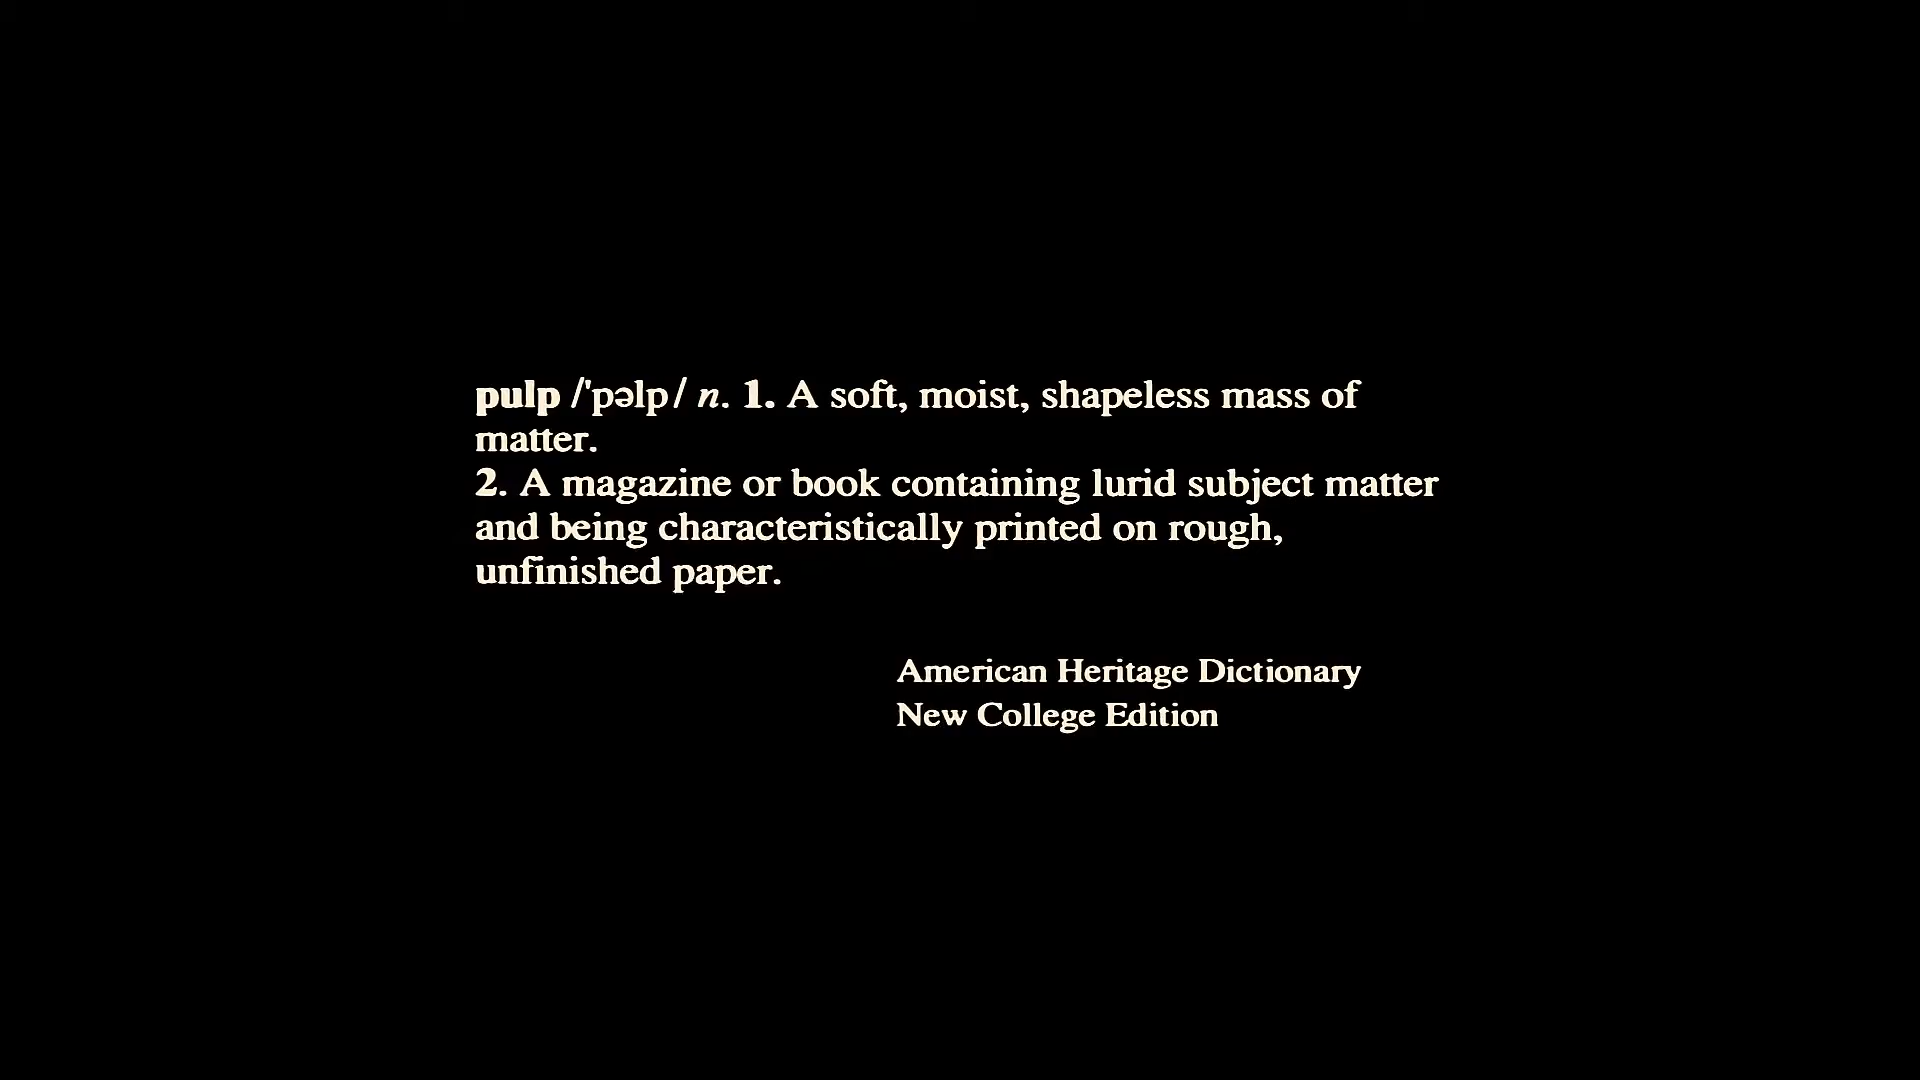 pulp /'pəlp/ n. 1. A soft, moist, shapeless mass of
matter.
2. A magazine or book containing lurid subject matter
and being characteristically printed on rough,
unfinished paper.
American Heritage Dictionary
New College Edition